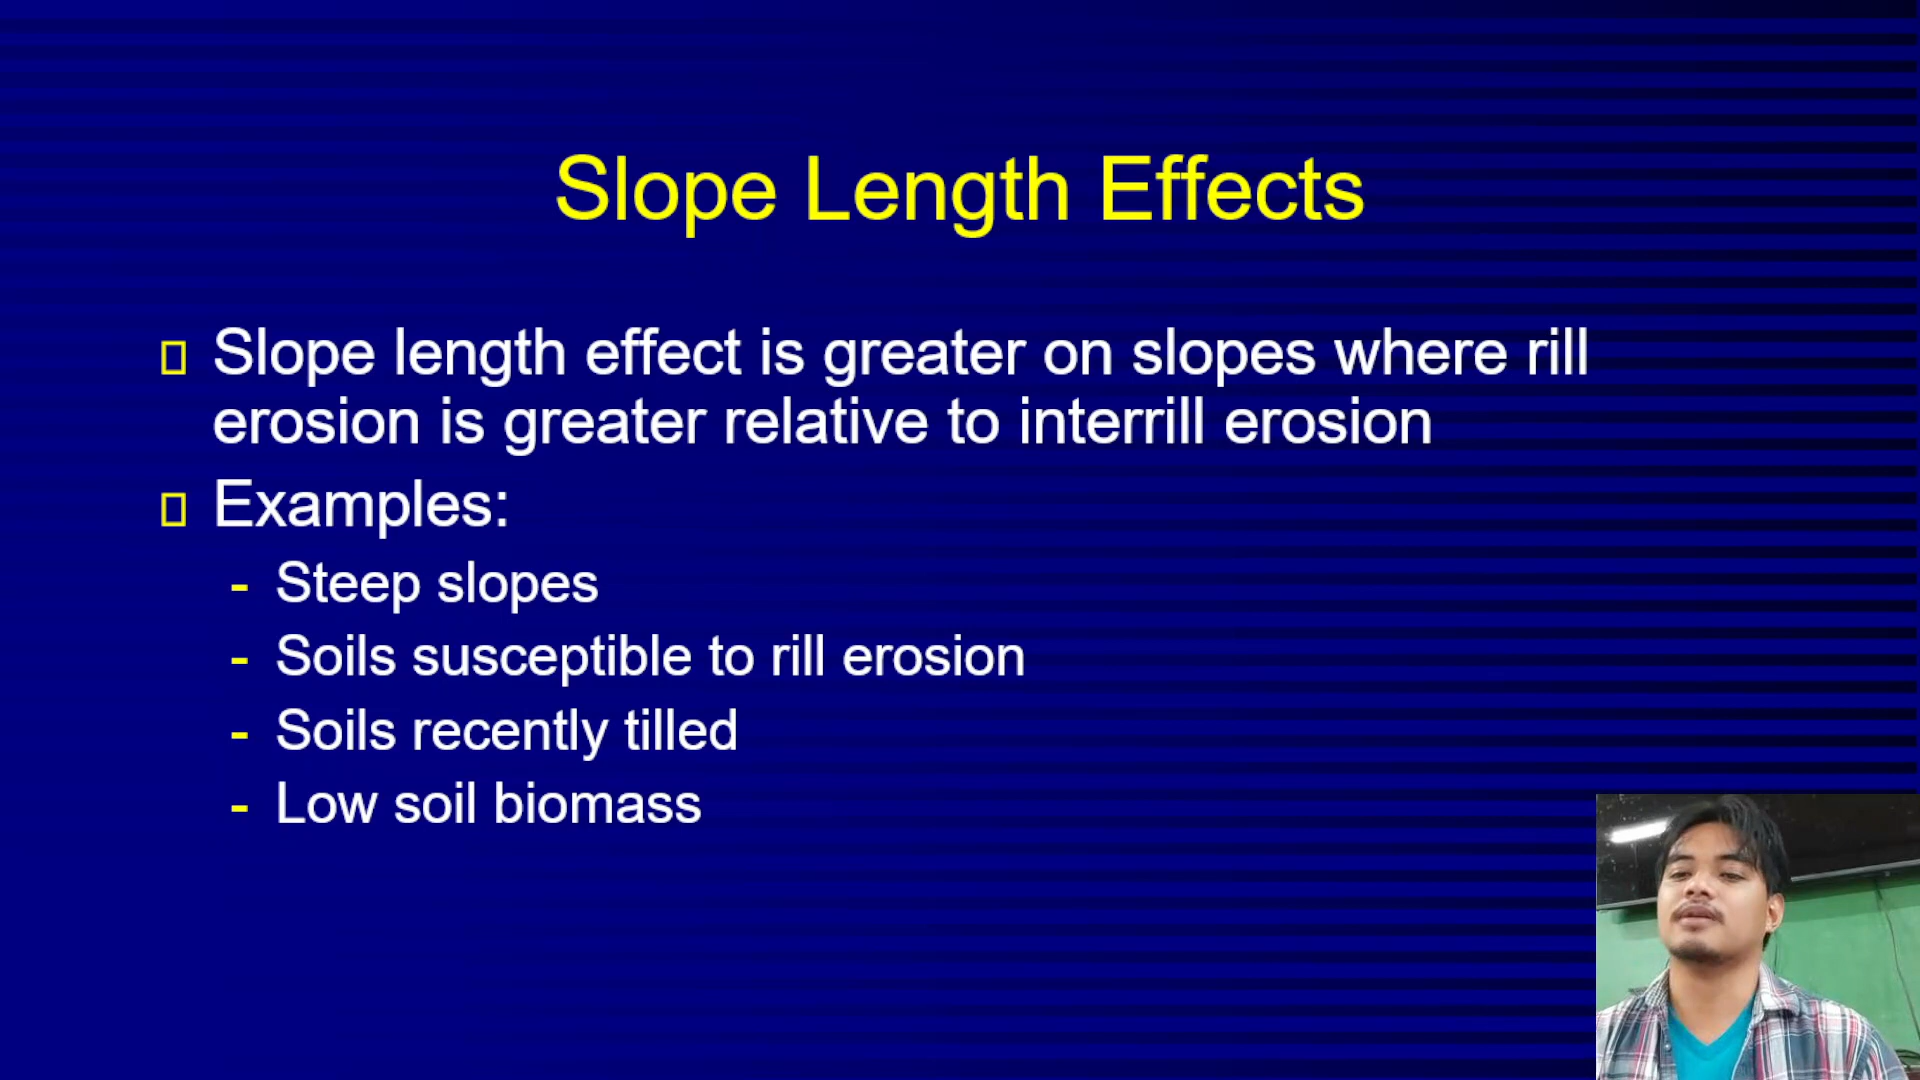 Slope Length Effects
Slope length effect is greater on slopes where rill
erosion is greater relative to interrill erosion
Examples:
- Steep slopes
- Soils susceptible to rill erosion
- Soils recently tilled
- Low soil biomass